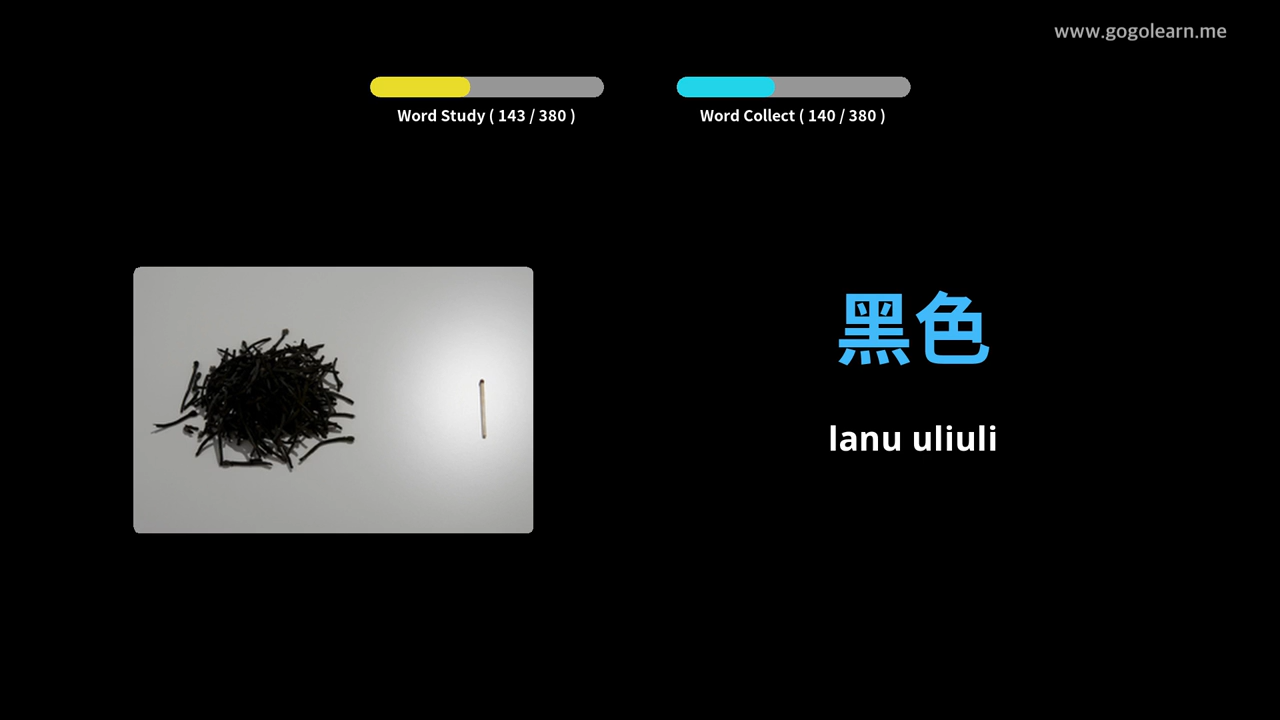 www.gogolearn.me
Word Study ( 143 / 380 )
Word Collect ( 140 / 380 )
黑色
lanu uliuli